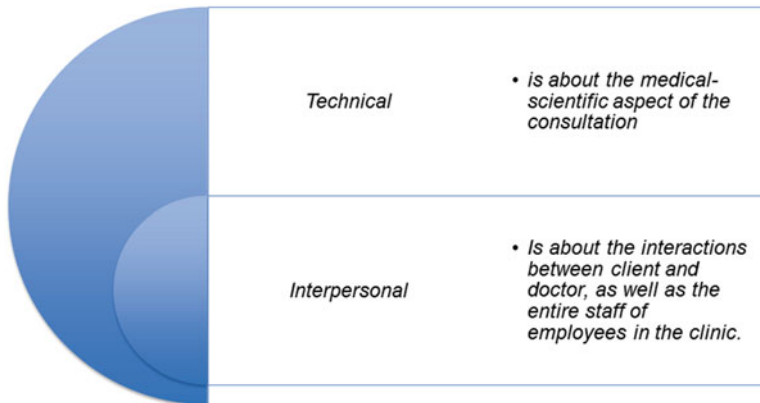 Technical
• is about the medical-
scientific aspect of the
consultation
Interpersonal
• Is about the interactions
between client and
doctor, as well as the
entire staff of
employees in the clinic.